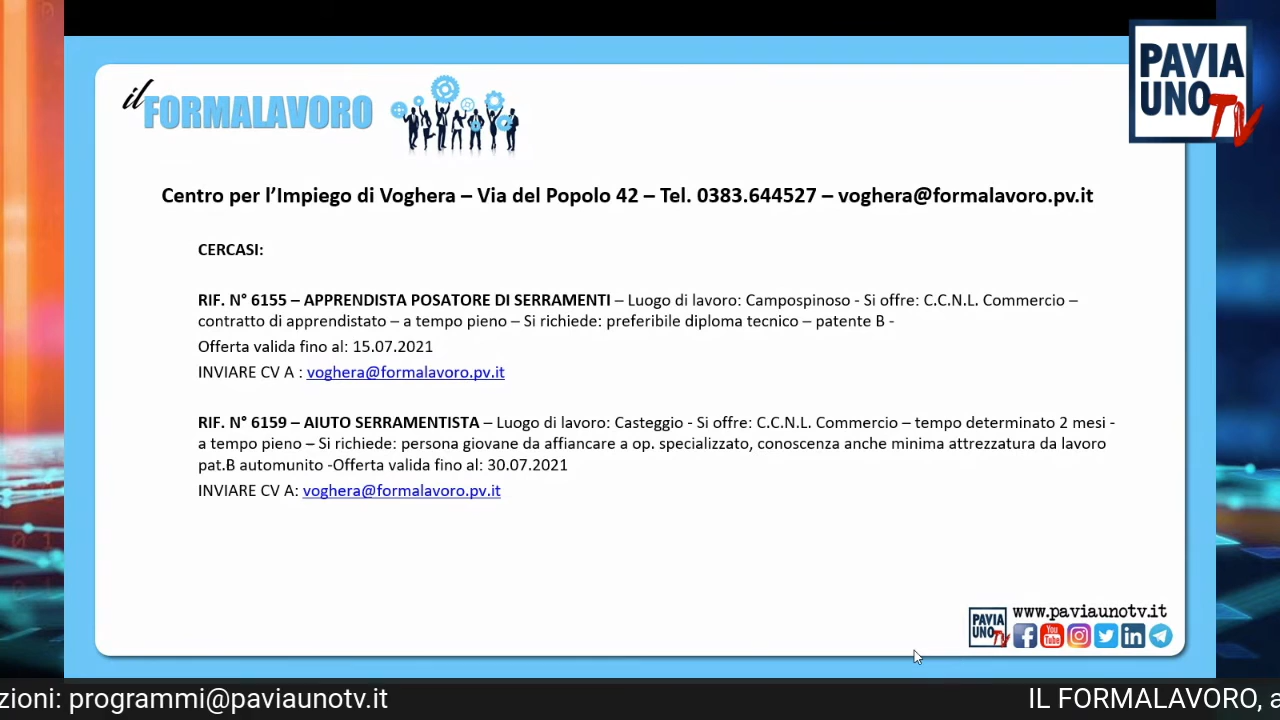 il FORMALAVORO
PAVIA
UNO TV
Centro per l’Impiego di Voghera – Via del Popolo 42 – Tel. 0383.644527 – voghera@formalavoro.pv.it
CERCASI:
RIF. N° 6155 – APPRENDISTA POSATORE DI SERRAMENTI – Luogo di lavoro: Campospinoso - Si offre: C.C.N.L. Commercio –
contratto di apprendistato – a tempo pieno – Si richiede: preferibile diploma tecnico – patente B -
Offerta valida fino al: 15.07.2021
INVIARE CV A : voghera@formalavoro.pv.it
RIF. N° 6159 – AIUTO SERRAMENTISTA – Luogo di lavoro: Casteggio - Si offre: C.C.N.L. Commercio – tempo determinato 2 mesi -
a tempo pieno – Si richiede: persona giovane da affiancare a op. specializzato, conoscenza anche minima attrezzatura da lavoro
pat.B automunito -Offerta valida fino al: 30.07.2021
INVIARE CV A: voghera@formalavoro.pv.it
www.paviaunotv.it
PAVIA
UNO TV
You
Tube
zioni: programmi@paviaunotv.it IL FORMALAVORO, a